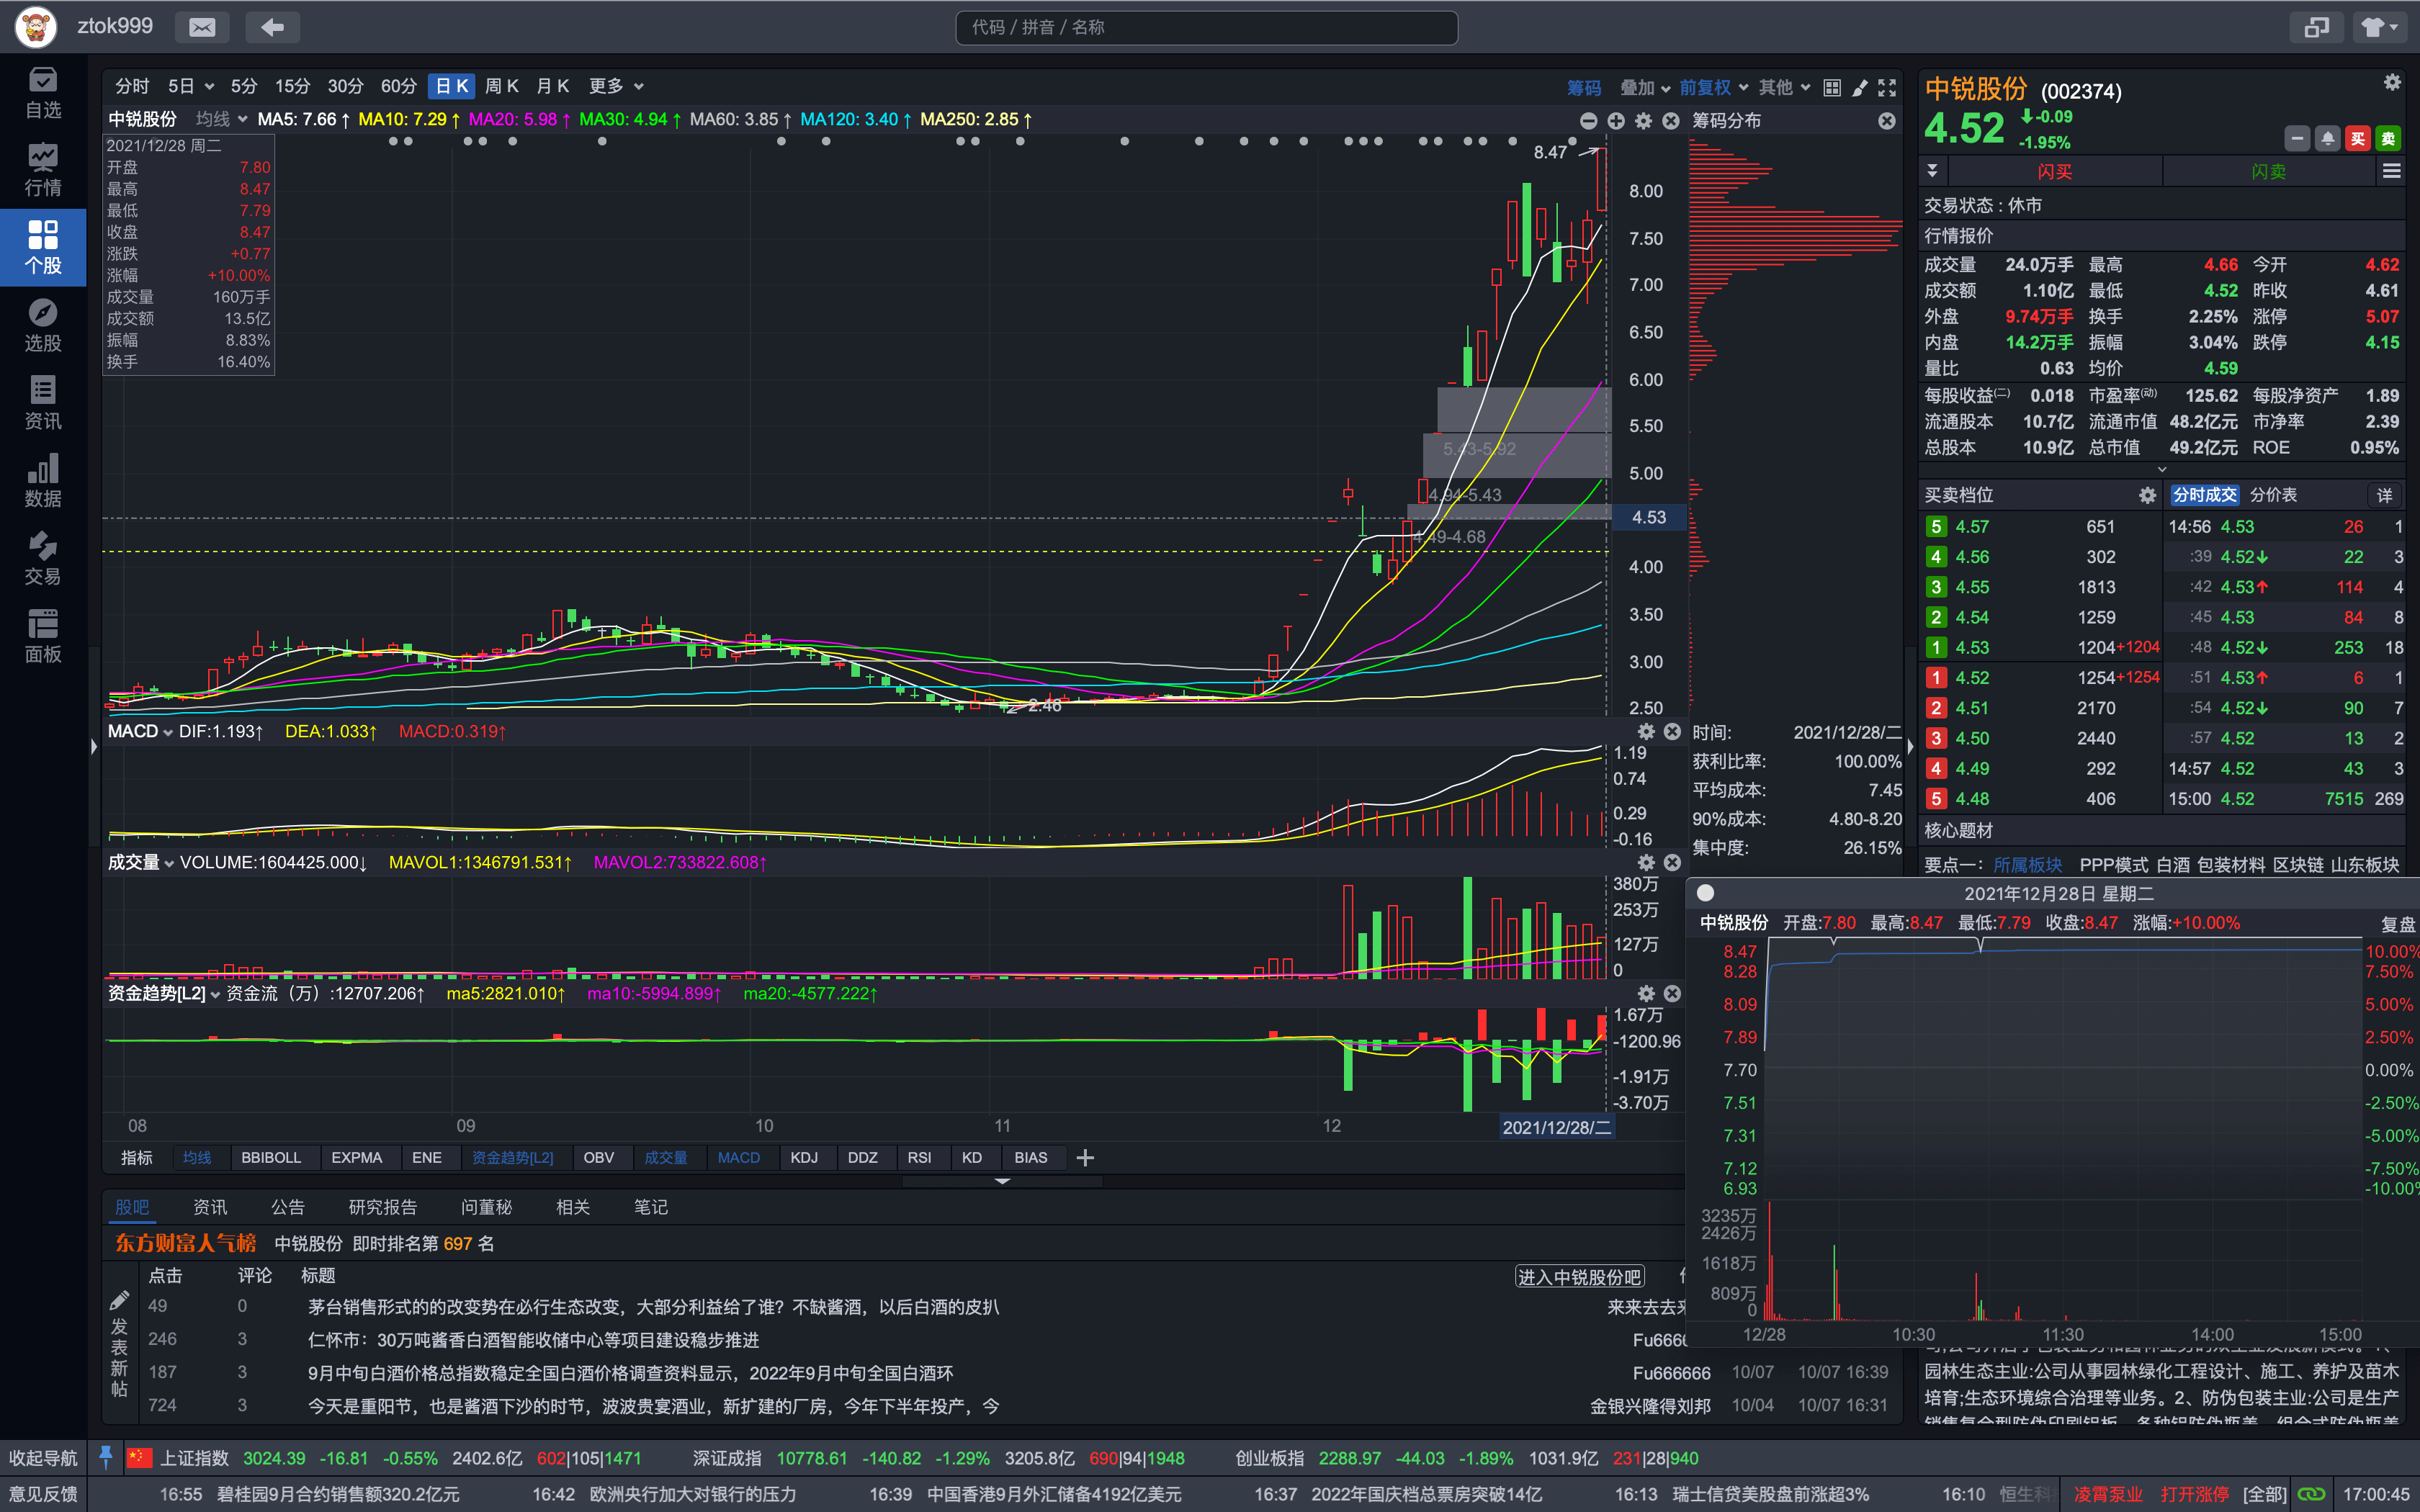 ztok999
代码 / 拼音 / 名称
自选
行情
个股
选股
资讯
数据
交易
面板
分时 5日 5分 15分 30分 60分 日K 周K 月K 更多 筹码 叠加 前复权 其他
中锐股份 均线 MA5: 7.66↑ MA10: 7.29↑ MA20: 5.98↑ MA30: 4.94↑ MA60: 3.85↑ MA120: 3.40↑ MA250: 2.85↑
筹码分布
2021/12/28 周二
开盘 7.80
最高 8.47
最低 7.79
收盘 8.47
涨跌 +0.77
涨幅 +10.00%
成交量 160万手
成交额 13.5亿
振幅 8.83%
换手 16.40%
8.47
8.00
7.50
7.00
6.50
6.00
5.50
5.00
4.53
4.00
3.50
3.00
2.50
5.43-5.92
4.94-5.43
4.49-4.68
2.46
MACD DIF:1.193↑ DEA:1.033↑ MACD:0.319↑
1.19
0.74
0.29
-0.16
成交量 VOLUME:1604425.000↓ MAVOL1:1346791.531↑ MAVOL2:733822.608↑
380万
253万
127万
0
资金趋势[L2] 资金流（万）:12707.206↑ ma5:2821.010↑ ma10:-5994.899↑ ma20:-4577.222↑
1.67万
-1200.96
-1.91万
-3.70万
08 09 10 11 12 2021/12/28/二
时间: 2021/12/28/二
获利比率: 100.00%
平均成本: 7.45
90%成本: 4.80-8.20
集中度: 26.15%
指标 均线 BBIBOLL EXPMA ENE 资金趋势[L2] OBV 成交量 MACD KDJ DDZ RSI KD BIAS
股吧 资讯 公告 研究报告 问董秘 相关 笔记
东方财富人气榜 中锐股份 即时排名第 697 名
点击 评论 标题 进入中锐股份吧
发表新帖
49 0 茅台销售形式的的改变势在必行生态改变，大部分利益给了谁？不缺酱酒，以后白酒的皮扒 来来去去
246 3 仁怀市：30万吨酱香白酒智能收储中心等项目建设稳步推进 Fu6666
187 3 9月中旬白酒价格总指数稳定全国白酒价格调查资料显示，2022年9月中旬全国白酒环 Fu666666 10/07 10/07 16:39
724 3 今天是重阳节，也是酱酒下沙的时节，波波贵宴酒业，新扩建的厂房，今年下半年投产，今 金银兴隆得刘邦 10/04 10/07 16:31
中锐股份 (002374)
4.52 -0.09
-1.95%
买 卖
闪买 闪卖
交易状态 : 休市
行情报价
成交量 24.0万手 最高 4.66 今开 4.62
成交额 1.10亿 最低 4.52 昨收 4.61
外盘 9.74万手 换手 2.25% 涨停 5.07
内盘 14.2万手 振幅 3.04% 跌停 4.15
量比 0.63 均价 4.59
每股收益(二) 0.018 市盈率(动) 125.62 每股净资产 1.89
流通股本 10.7亿 流通市值 48.2亿元 市净率 2.39
总股本 10.9亿 总市值 49.2亿元 ROE 0.95%
买卖档位 分时成交 分价表 详
5 4.57 651 14:56 4.53 26 1
4 4.56 302 :39 4.52↓ 22 3
3 4.55 1813 :42 4.53↑ 114 4
2 4.54 1259 :45 4.53 84 8
1 4.53 1204+1204 :48 4.52↓ 253 18
1 4.52 1254+1254 :51 4.53↑ 6 1
2 4.51 2170 :54 4.52↓ 90 7
3 4.50 2440 :57 4.52 13 2
4 4.49 292 14:57 4.52 43 3
5 4.48 406 15:00 4.52 7515 269
核心题材
要点一: 所属板块 PPP模式 白酒 包装材料 区块链 山东板块
2021年12月28日 星期二
中锐股份 开盘:7.80 最高:8.47 最低:7.79 收盘:8.47 涨幅:+10.00% 复盘
8.47 10.00%
8.28 7.50%
8.09 5.00%
7.89 2.50%
7.70 0.00%
7.51 -2.50%
7.31 -5.00%
7.12 -7.50%
6.93 -10.00%
3235万
2426万
1618万
809万
0
12/28 10:30 11:30 14:00 15:00
园林生态主业:公司从事园林绿化工程设计、施工、养护及苗木
培育;生态环境综合治理等业务。2、防伪包装主业:公司是生产
销售复合型防伪印刷铝板、各种铝防伪瓶盖、组合式防伪瓶盖
收起导航 上证指数 3024.39 -16.81 -0.55% 2402.6亿 602|105|1471 深证成指 10778.61 -140.82 -1.29% 3205.8亿 690|94|1948 创业板指 2288.97 -44.03 -1.89% 1031.9亿 231|28|940
意见反馈 16:55 碧桂园9月合约销售额320.2亿元 16:42 欧洲央行加大对银行的压力 16:39 中国香港9月外汇储备4192亿美元 16:37 2022年国庆档总票房突破14亿 16:13 瑞士信贷美股盘前涨超3% 16:10 恒生科 凌霄泵业 打开涨停 [全部] 17:00:45